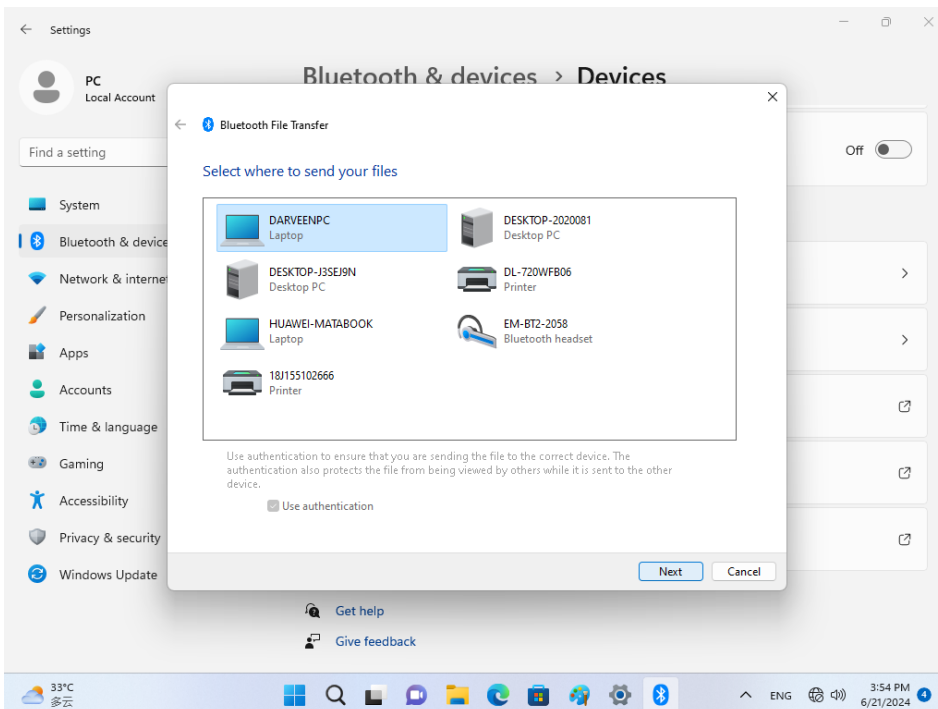 Settings
PC
Local Account
Bluetooth & devices › Devices
Bluetooth File Transfer
Find a setting
Off
Select where to send your files
System
Bluetooth & device
Network & interne
Personalization
Apps
Accounts
Time & language
Gaming
Accessibility
Privacy & security
Windows Update
DARVEENPC
Laptop
DESKTOP-2020081
Desktop PC
DESKTOP-J3SEJ9N
Desktop PC
DL-720WFB06
Printer
HUAWEI-MATABOOK
Laptop
EM-BT2-2058
Bluetooth headset
18J155102666
Printer
Use authentication to ensure that you are sending the file to the correct device. The
authentication also protects the file from being viewed by others while it is sent to the other
device.
Use authentication
Next
Cancel
Get help
Give feedback
33°C
多云
ENG
3:54 PM
6/21/2024
4